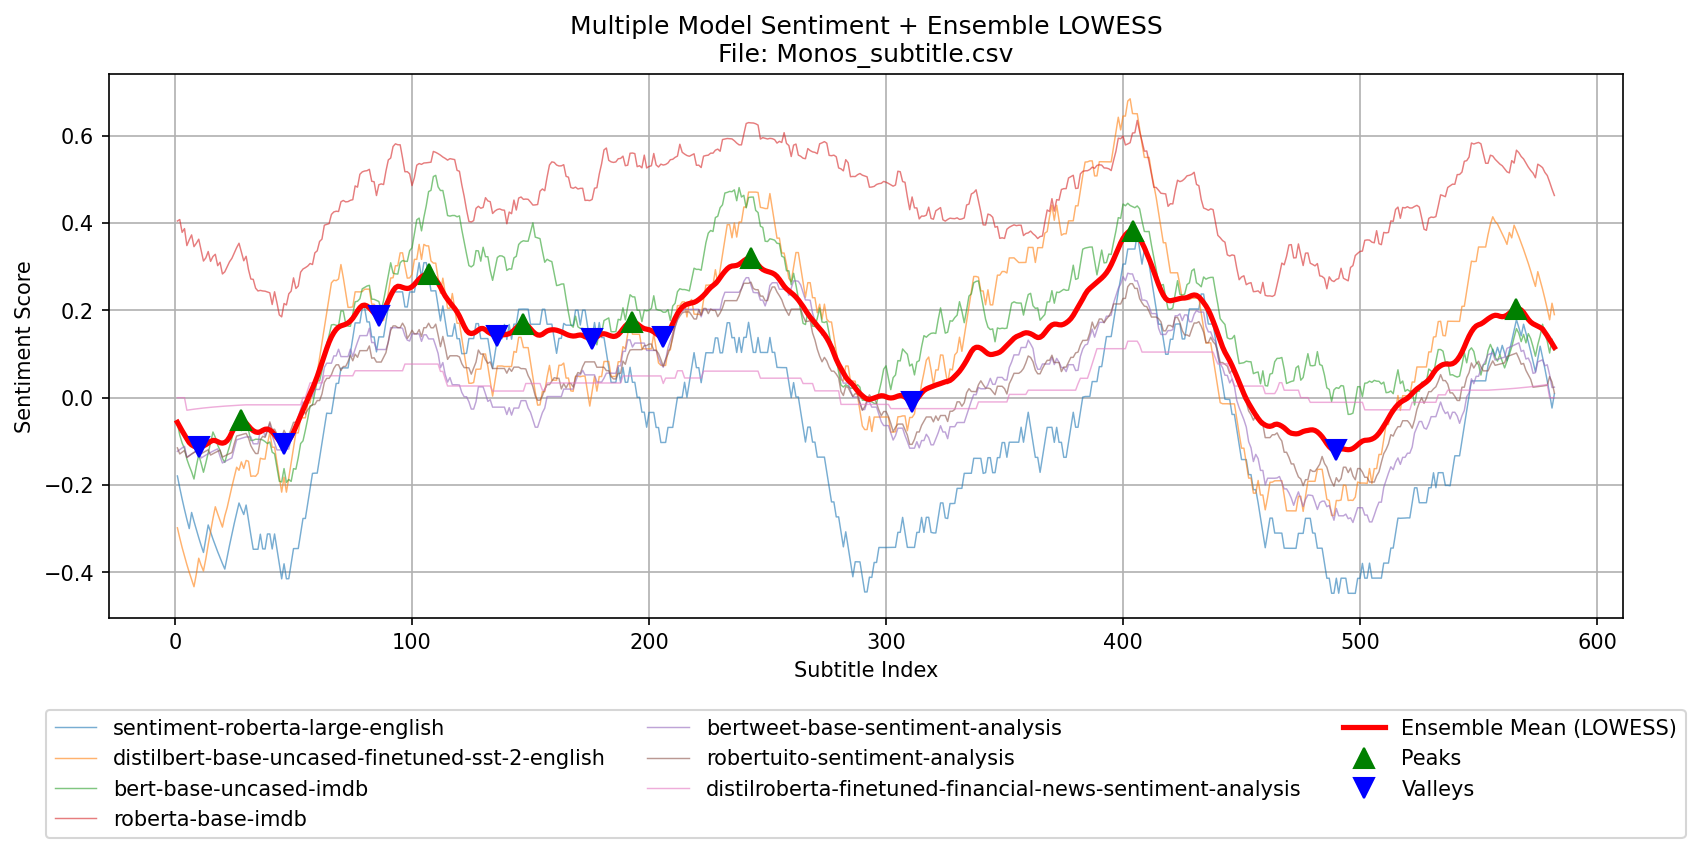 Multiple Model Sentiment + Ensemble LOWESS
File: Monos_subtitle.csv
Sentiment Score
0.6
0.4
0.2
0.0
−0.2
−0.4
0
100
200
300
400
500
600
Subtitle Index
sentiment-roberta-large-english
distilbert-base-uncased-finetuned-sst-2-english
bert-base-uncased-imdb
roberta-base-imdb
bertweet-base-sentiment-analysis
robertuito-sentiment-analysis
distilroberta-finetuned-financial-news-sentiment-analysis
Ensemble Mean (LOWESS)
Peaks
Valleys